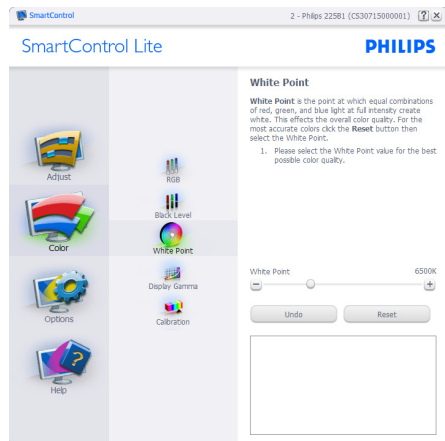 SmartControl
2 - Philips 225B1 (CS30715000001)
SmartControl Lite
PHILIPS
Adjust
Color
Options
Help
RGB
Black Level
White Point
Display Gamma
Calibration
White Point
White Point is the point at which equal combinations
of red, green, and blue light at full intensity create
white. This effects the overall color quality. For the
most accurate colors click the Reset button then
select the White Point.
1. Please select the White Point value for the best
possible color quality.
White Point 6500K
Undo Reset